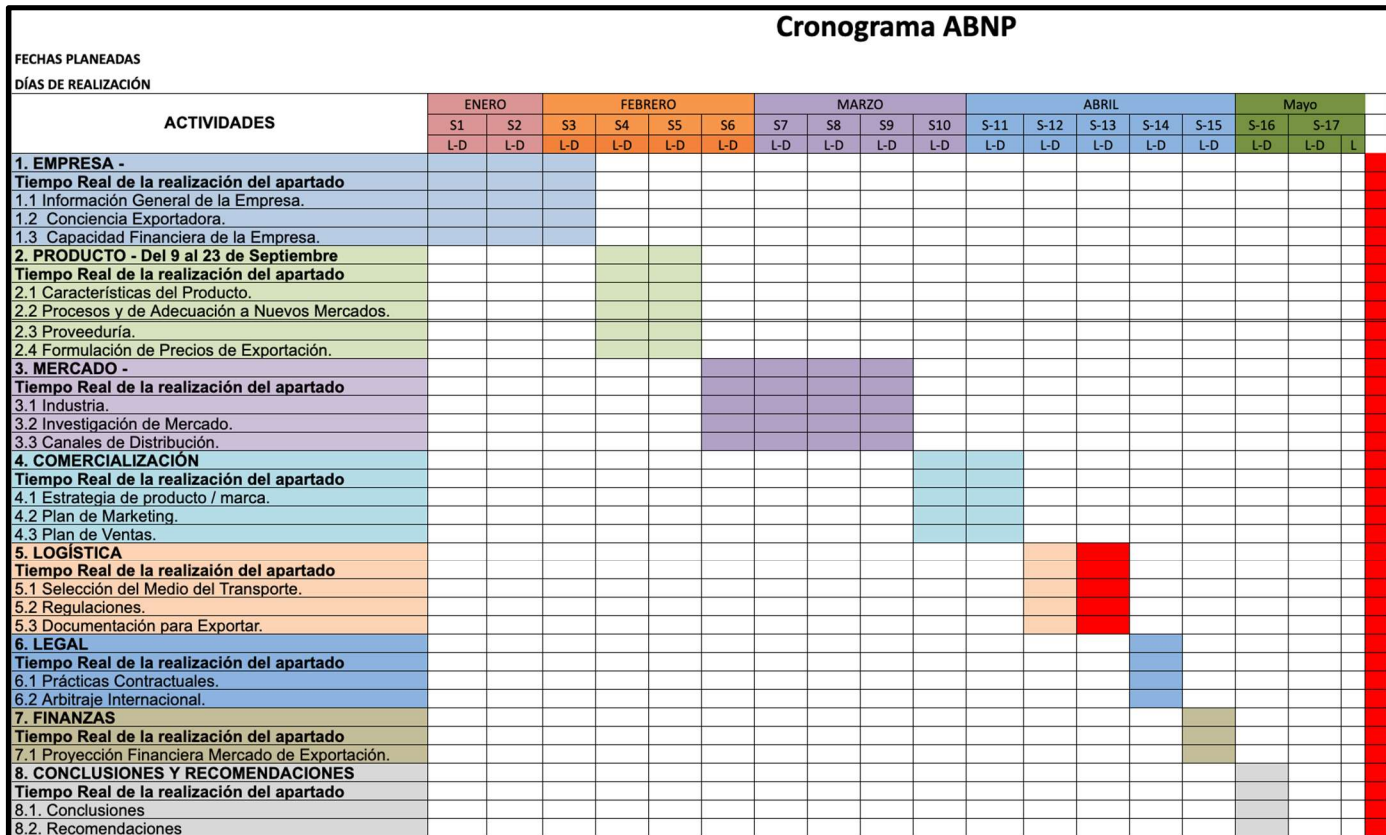 Cronograma ABNP
FECHAS PLANEADAS
DÍAS DE REALIZACIÓN
ACTIVIDADES
ENERO FEBRERO MARZO ABRIL Mayo
S1 S2 S3 S4 S5 S6 S7 S8 S9 S10 S-11 S-12 S-13 S-14 S-15 S-16 S-17
L-D L-D L-D L-D L-D L-D L-D L-D L-D L-D L-D L-D L-D L-D L-D L-D L-D L
1. EMPRESA -
Tiempo Real de la realización del apartado
1.1 Información General de la Empresa.
1.2 Conciencia Exportadora.
1.3 Capacidad Financiera de la Empresa.
2. PRODUCTO - Del 9 al 23 de Septiembre
Tiempo Real de la realización del apartado
2.1 Características del Producto.
2.2 Procesos y de Adecuación a Nuevos Mercados.
2.3 Proveeduría.
2.4 Formulación de Precios de Exportación.
3. MERCADO -
Tiempo Real de la realización del apartado
3.1 Industria.
3.2 Investigación de Mercado.
3.3 Canales de Distribución.
4. COMERCIALIZACIÓN
Tiempo Real de la realización del apartado
4.1 Estrategia de producto / marca.
4.2 Plan de Marketing.
4.3 Plan de Ventas.
5. LOGÍSTICA
Tiempo Real de la realizaión del apartado
5.1 Selección del Medio del Transporte.
5.2 Regulaciones.
5.3 Documentación para Exportar.
6. LEGAL
Tiempo Real de la realización del apartado
6.1 Prácticas Contractuales.
6.2 Arbitraje Internacional.
7. FINANZAS
Tiempo Real de la realización del apartado
7.1 Proyección Financiera Mercado de Exportación.
8. CONCLUSIONES Y RECOMENDACIONES
Tiempo Real de la realización del apartado
8.1. Conclusiones
8.2. Recomendaciones